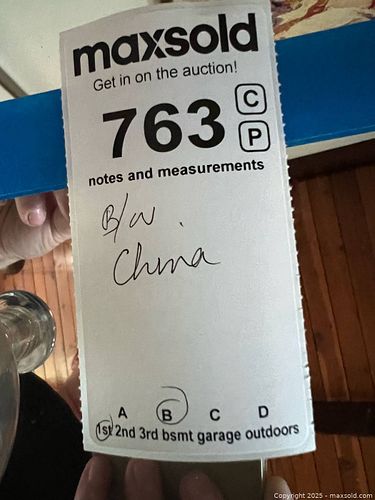 maxsold
Get in on the auction!
763 C
P
notes and measurements
B/W
China
A B C D
1st 2nd 3rd bsmt garage outdoors
Copyright 2025 - maxsold.com